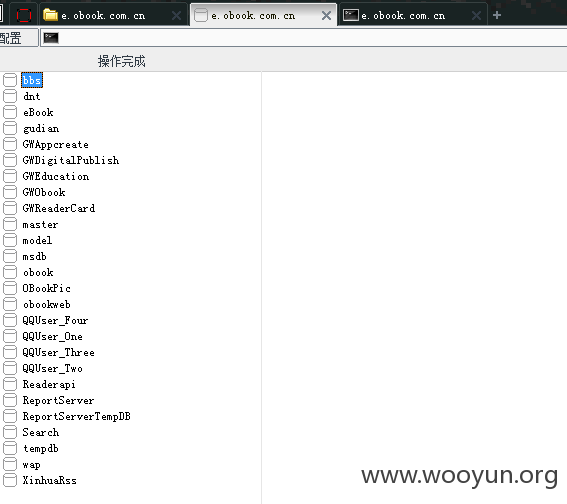 e.obook.com.cn
e.obook.com.cn
e.obook.com.cn
配置
操作完成
bbs
dnt
eBook
gudian
GWAppcreate
GWDigitalPublish
GWEducation
GWObook
GWReaderCard
master
model
msdb
obook
OBookPic
obookweb
QQUser_Four
QQUser_One
QQUser_Three
QQUser_Two
Readerapi
ReportServer
ReportServerTempDB
Search
tempdb
wap
XinhuaRss
www.wooyun.org